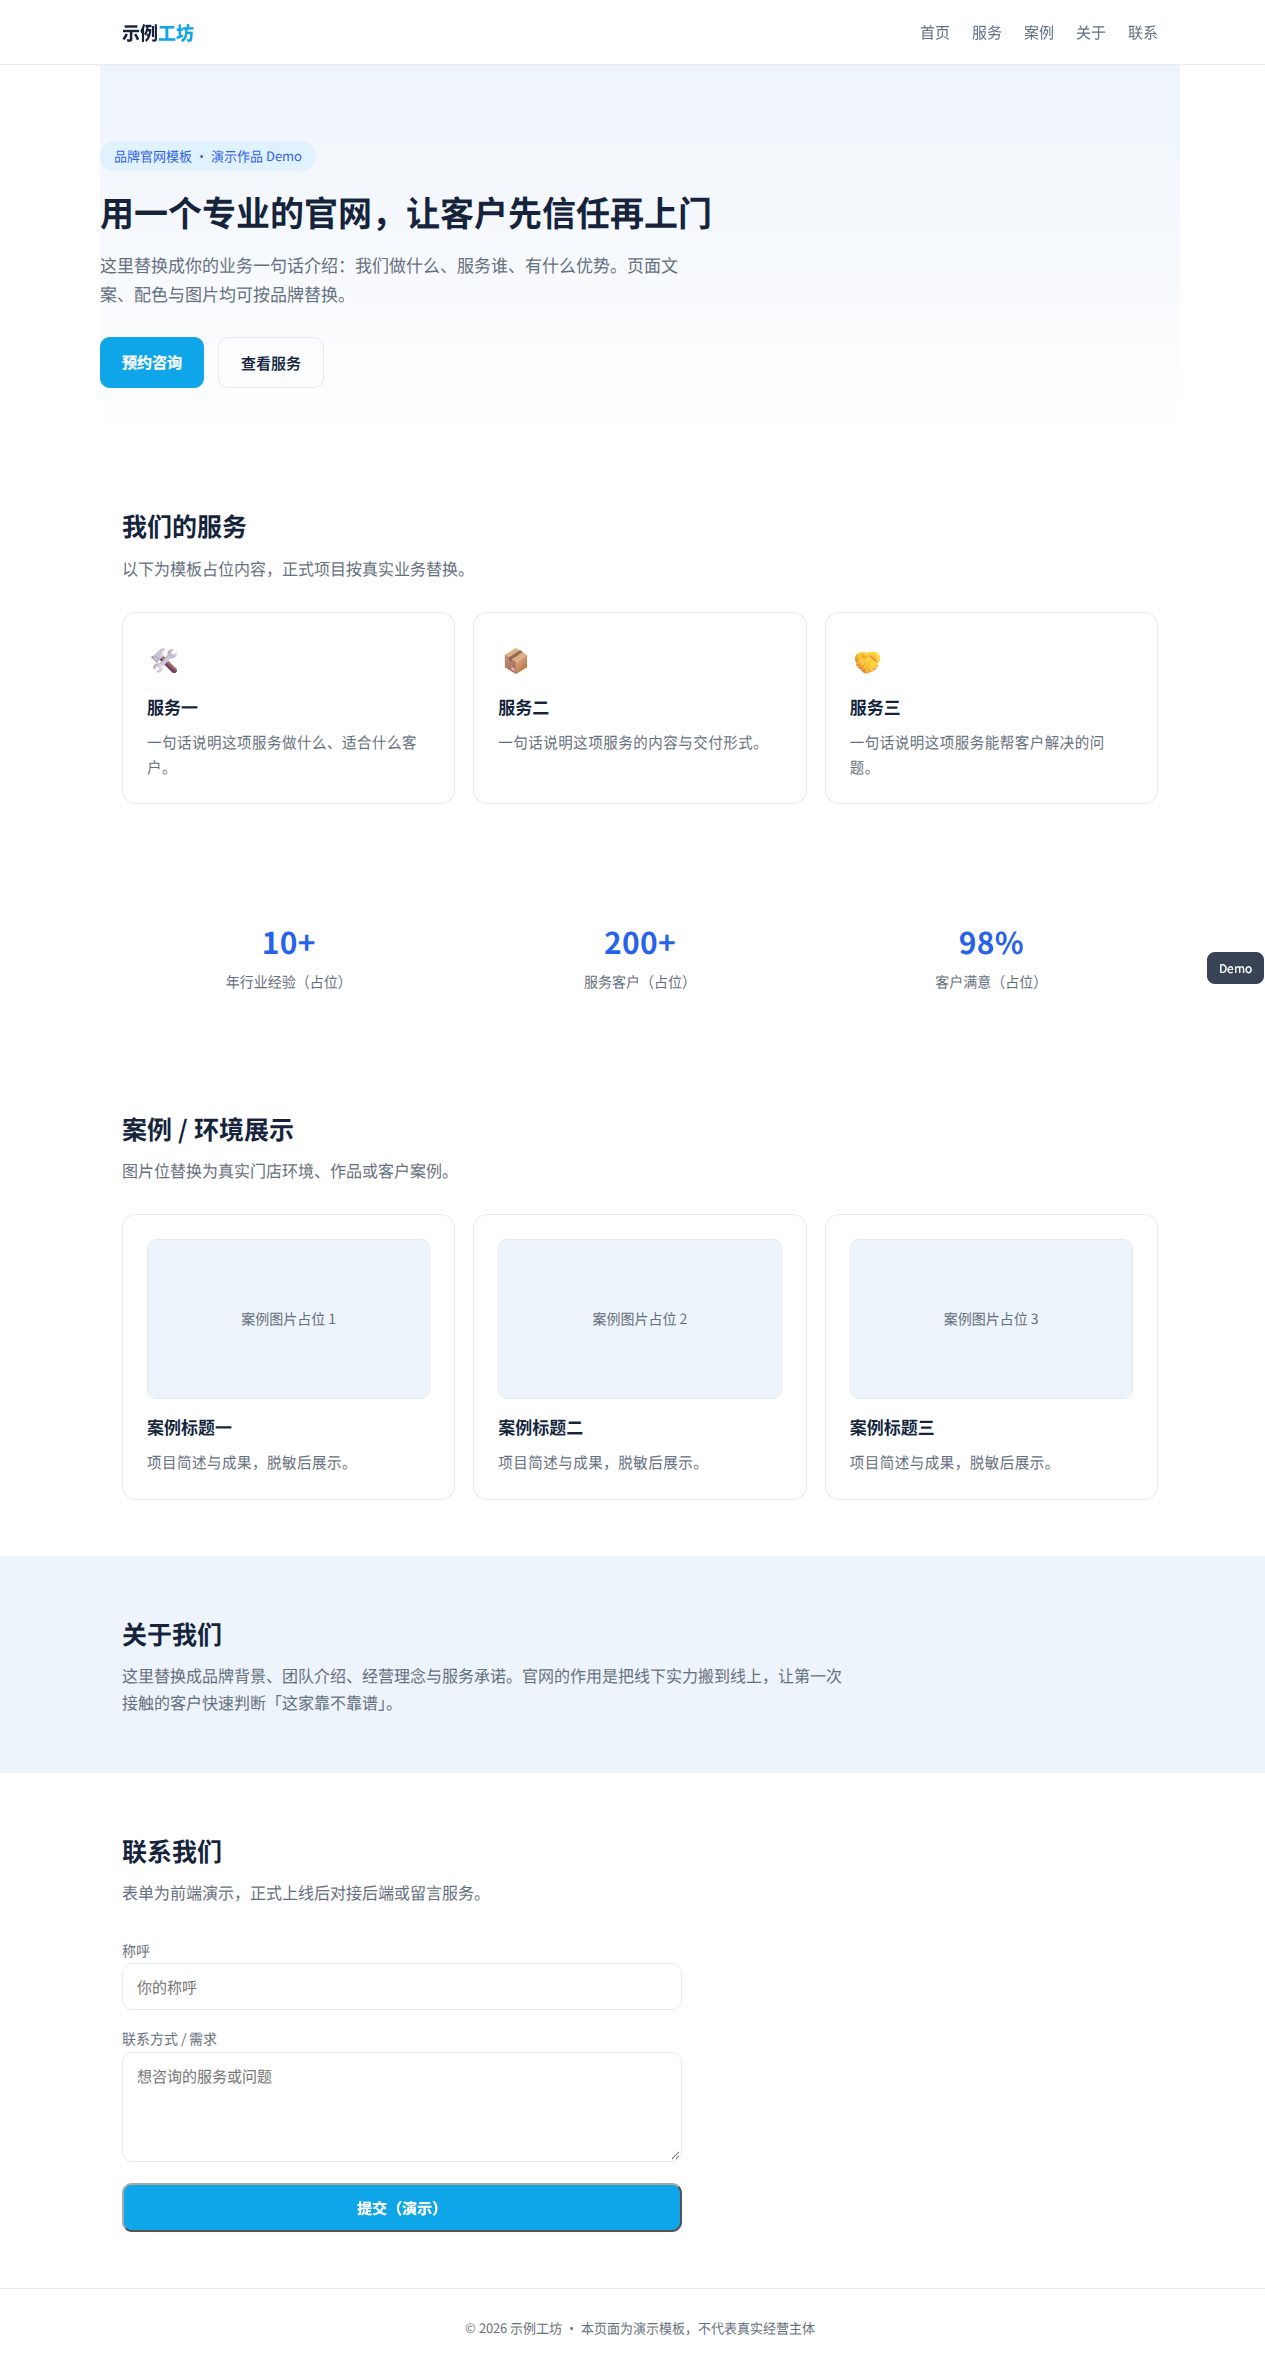 示例工坊
首页 服务 案例 关于 联系
品牌官网模板 · 演示作品 Demo
用一个专业的官网，让客户先信任再上门
这里替换成你的业务一句话介绍：我们做什么、服务谁、有什么优势。页面文
案、配色与图片均可按品牌替换。
预约咨询 查看服务
我们的服务
以下为模板占位内容，正式项目按真实业务替换。
服务一
一句话说明这项服务做什么、适合什么客
户。
服务二
一句话说明这项服务的内容与交付形式。
服务三
一句话说明这项服务能帮客户解决的问
题。
10+
年行业经验（占位）
200+
服务客户（占位）
98%
客户满意（占位）
Demo
案例 / 环境展示
图片位替换为真实门店环境、作品或客户案例。
案例图片占位 1
案例标题一
项目简述与成果，脱敏后展示。
案例图片占位 2
案例标题二
项目简述与成果，脱敏后展示。
案例图片占位 3
案例标题三
项目简述与成果，脱敏后展示。
关于我们
这里替换成品牌背景、团队介绍、经营理念与服务承诺。官网的作用是把线下实力搬到线上，让第一次
接触的客户快速判断「这家靠不靠谱」。
联系我们
表单为前端演示，正式上线后对接后端或留言服务。
称呼
你的称呼
联系方式 / 需求
想咨询的服务或问题
提交（演示）
© 2026 示例工坊 · 本页面为演示模板，不代表真实经营主体